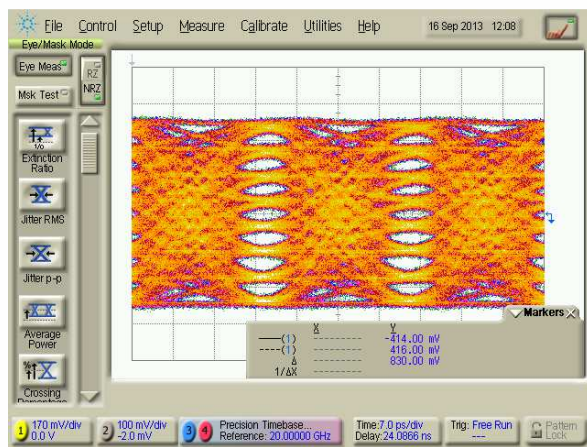 File Control Setup Measure Calibrate Utilities Help 16 Sep 2013 12:08
Eye/Mask Mode
Eye Meas
RZ
NRZ
Msk Test
Extinction
Ratio
Jitter RMS
Jitter p-p
Average
Power
Crossing
Markers
X Y
(1) --------- -414.00 mV
(1) --------- 416.00 mV
Δ --------- 830.00 mV
1/ΔX ---------
1 170 mV/div
0.0 V
2 100 mV/div
-2.0 mV
3 4 Precision Timebase...
Reference: 20.00000 GHz
Time:7.0 ps/div
Delay:24.0866 ns
Trig: Free Run
---
Pattern
Lock